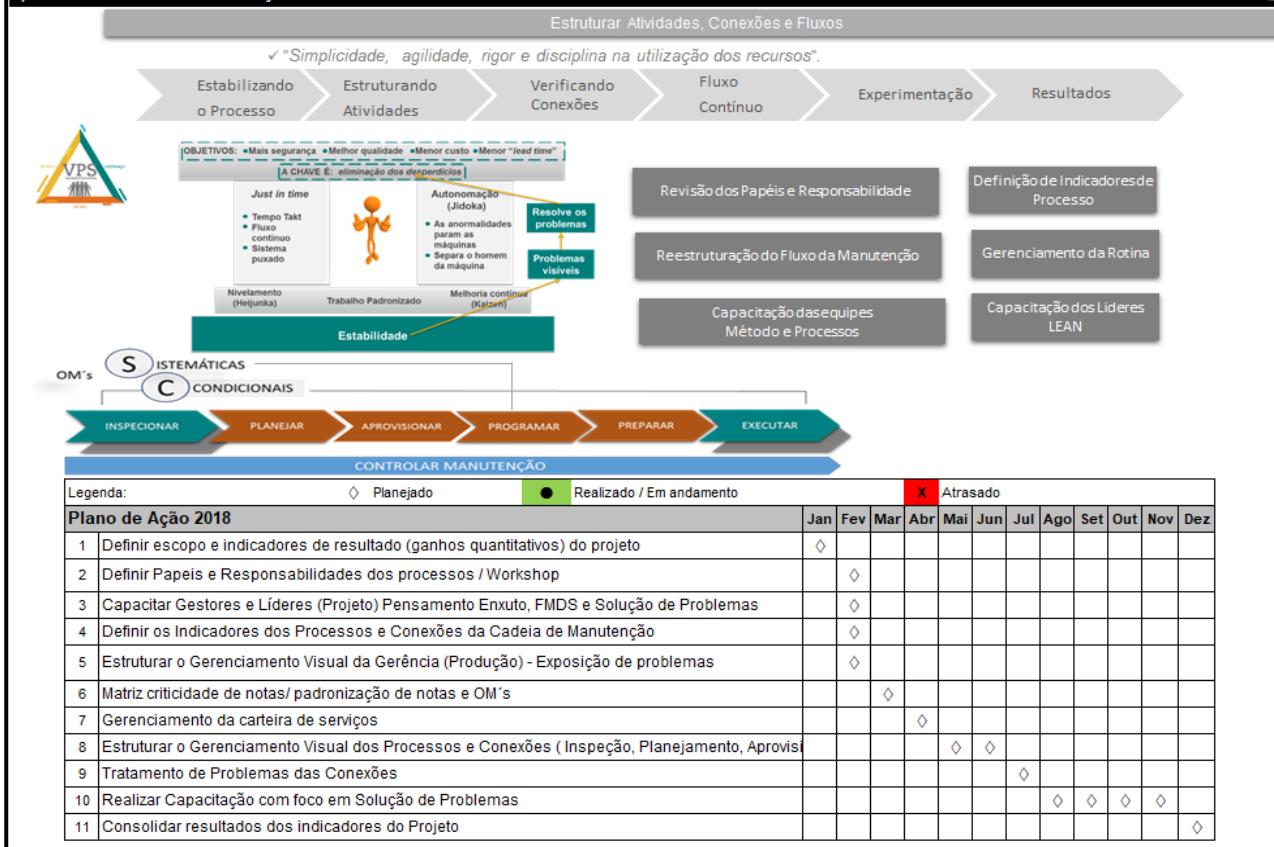 Estruturar Atividades, Conexões e Fluxos
✓ "Simplicidade, agilidade, rigor e disciplina na utilização dos recursos".
Estabilizando
o Processo
Estruturando
Atividades
Verificando
Conexões
Fluxo
Contínuo
Experimentação
Resultados
VPS
OBJETIVOS: •Mais segurança •Melhor qualidade •Menor custo •Menor "lead time"
A CHAVE É: eliminação dos desperdícios
Just in time
• Tempo Takt
• Fluxo
continuo
• Sistema
puxado
Autonomação
(Jidoka)
• As anormalidades
param as
máquinas
• Separa o homem
da máquina
Resolve os
problemas
Problemas
visíveis
Nivelamento
(Heijunka)
Trabalho Padronizado
Melhoria contínua
(Kaizen)
Estabilidade
Revisão dos Papéis e Responsabilidade
Reestruturação do Fluxo da Manutenção
Capacitação das equipes
Método e Processos
Definição de Indicadores de
Processo
Gerenciamento da Rotina
Capacitação dos Lideres
LEAN
OM´s
S ISTEMÁTICAS
C CONDICIONAIS
INSPECIONAR
PLANEJAR
APROVISIONAR
PROGRAMAR
PREPARAR
EXECUTAR
CONTROLAR MANUTENÇÃO
Legenda: ◊ Planejado ● Realizado / Em andamento X Atrasado
Plano de Ação 2018 Jan Fev Mar Abr Mai Jun Jul Ago Set Out Nov Dez
1 Definir escopo e indicadores de resultado (ganhos quantitativos) do projeto ◊
2 Definir Papeis e Responsabilidades dos processos / Workshop ◊
3 Capacitar Gestores e Líderes (Projeto) Pensamento Enxuto, FMDS e Solução de Problemas ◊
4 Definir os Indicadores dos Processos e Conexões da Cadeia de Manutenção ◊
5 Estruturar o Gerenciamento Visual da Gerência (Produção) - Exposição de problemas ◊
6 Matriz criticidade de notas/ padronização de notas e OM´s ◊
7 Gerenciamento da carteira de serviços ◊
8 Estruturar o Gerenciamento Visual dos Processos e Conexões ( Inspeção, Planejamento, Aprovisi ◊ ◊
9 Tratamento de Problemas das Conexões ◊
10 Realizar Capacitação com foco em Solução de Problemas ◊ ◊ ◊ ◊
11 Consolidar resultados dos indicadores do Projeto ◊